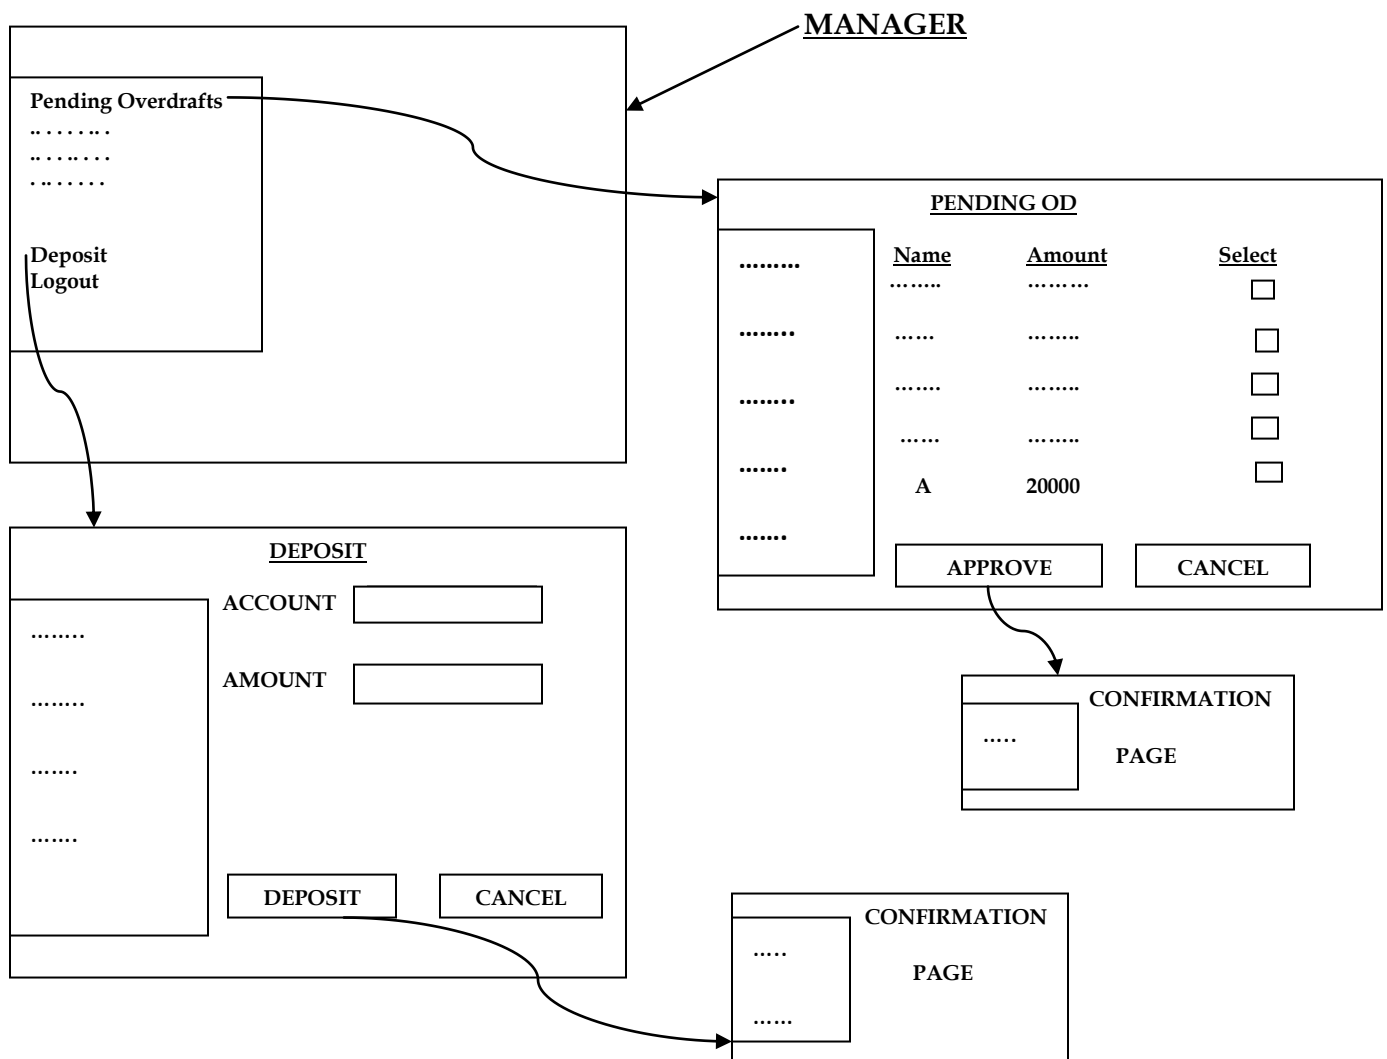 MANAGER
Pending Overdrafts
.. . . . . .. .
.. . . .. . . .
. .. . . . . .
Deposit
Logout
PENDING OD
Name Amount Select
……... …….. ………
…….. …… ……..
…….. ……. ……..
……. …… ……..
……. A 20000
APPROVE CANCEL
CONFIRMATION
…..
PAGE
DEPOSIT
ACCOUNT
……..
AMOUNT
……..
…….
…….
DEPOSIT CANCEL
CONFIRMATION
…..
PAGE
……